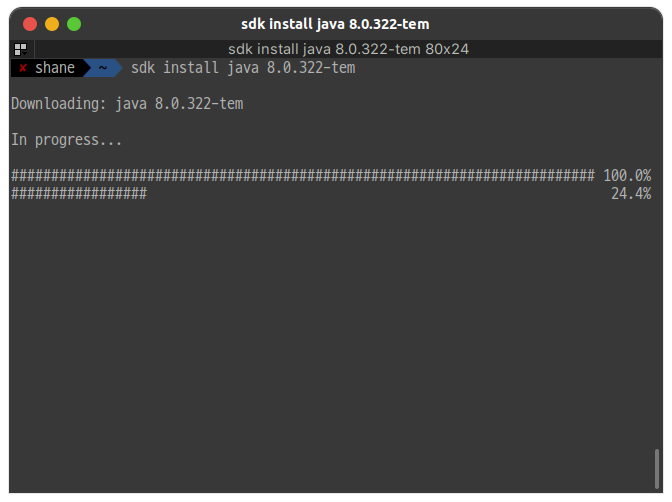 sdk install java 8.0.322-tem
sdk install java 8.0.322-tem 80x24
✘ shane ~ sdk install java 8.0.322-tem
Downloading: java 8.0.322-tem
In progress...
######################################################################### 100.0%
################# 24.4%